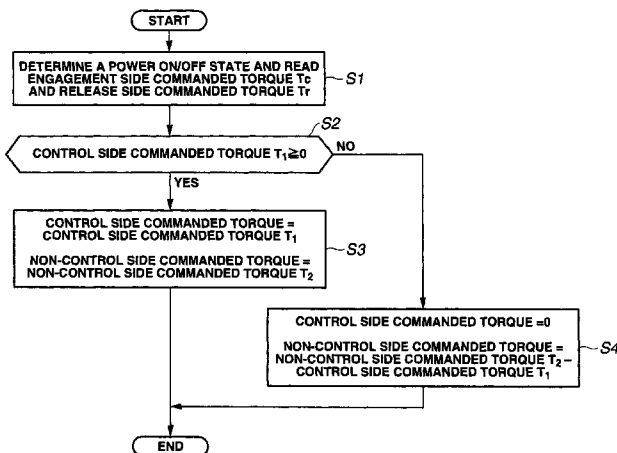 START
DETERMINE A POWER ON/OFF STATE AND READ
ENGAGEMENT SIDE COMMANDED TORQUE Tc
AND RELEASE SIDE COMMANDED TORQUE Tr
S1
S2
CONTROL SIDE COMMANDED TORQUE T1≧0
NO
YES
CONTROL SIDE COMMANDED TORQUE =
CONTROL SIDE COMMANDED TORQUE T1
NON-CONTROL SIDE COMMANDED TORQUE =
NON-CONTROL SIDE COMMANDED TORQUE T2
S3
CONTROL SIDE COMMANDED TORQUE =0
NON-CONTROL SIDE COMMANDED TORQUE =
NON-CONTROL SIDE COMMANDED TORQUE T2 –
CONTROL SIDE COMMANDED TORQUE T1
S4
END